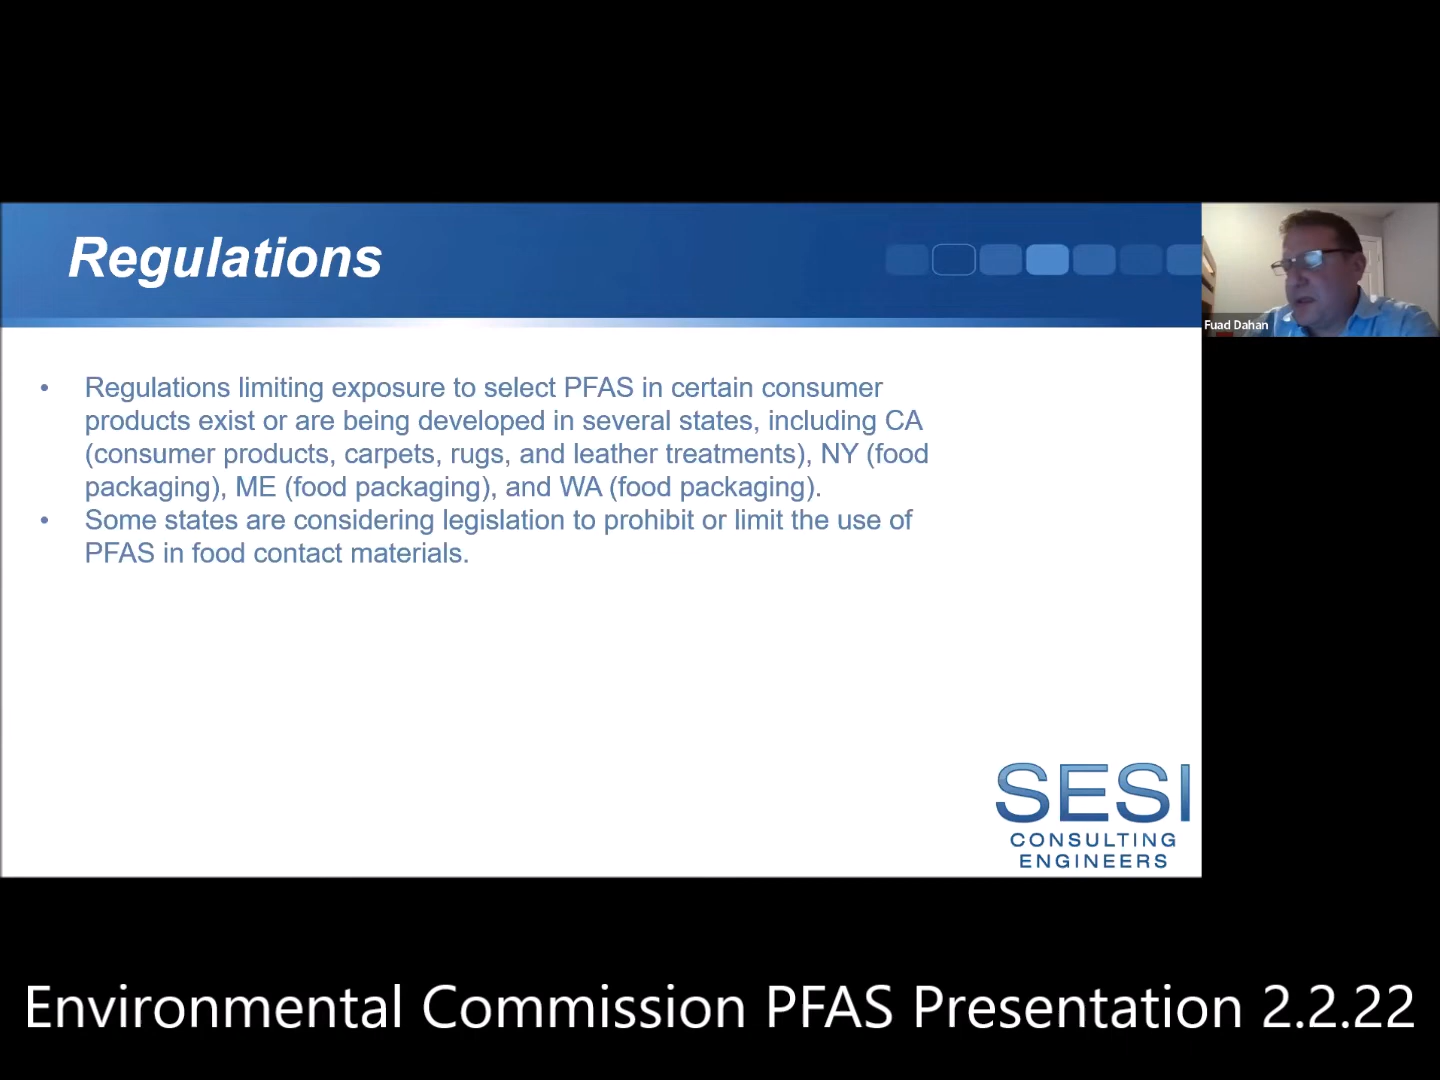 Regulations
Fuad Dahan
• Regulations limiting exposure to select PFAS in certain consumer
products exist or are being developed in several states, including CA
(consumer products, carpets, rugs, and leather treatments), NY (food
packaging), ME (food packaging), and WA (food packaging).
• Some states are considering legislation to prohibit or limit the use of
PFAS in food contact materials.
SESI
CONSULTING
ENGINEERS
Environmental Commission PFAS Presentation 2.2.22